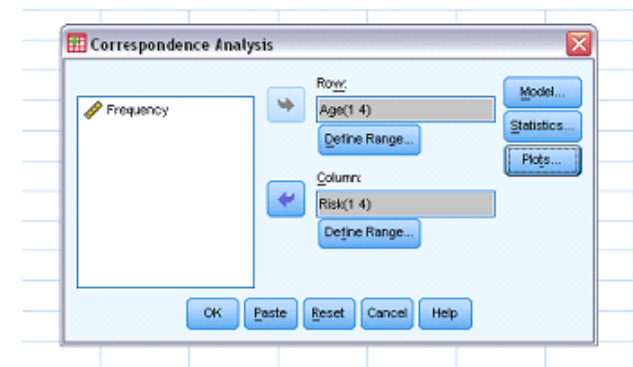 Correspondence Analysis
Frequency
Row:
Age(1 4)
Define Range...
Column:
Risk(1 4)
Define Range...
Model...
Statistics...
Plots...
OK
Paste
Reset
Cancel
Help